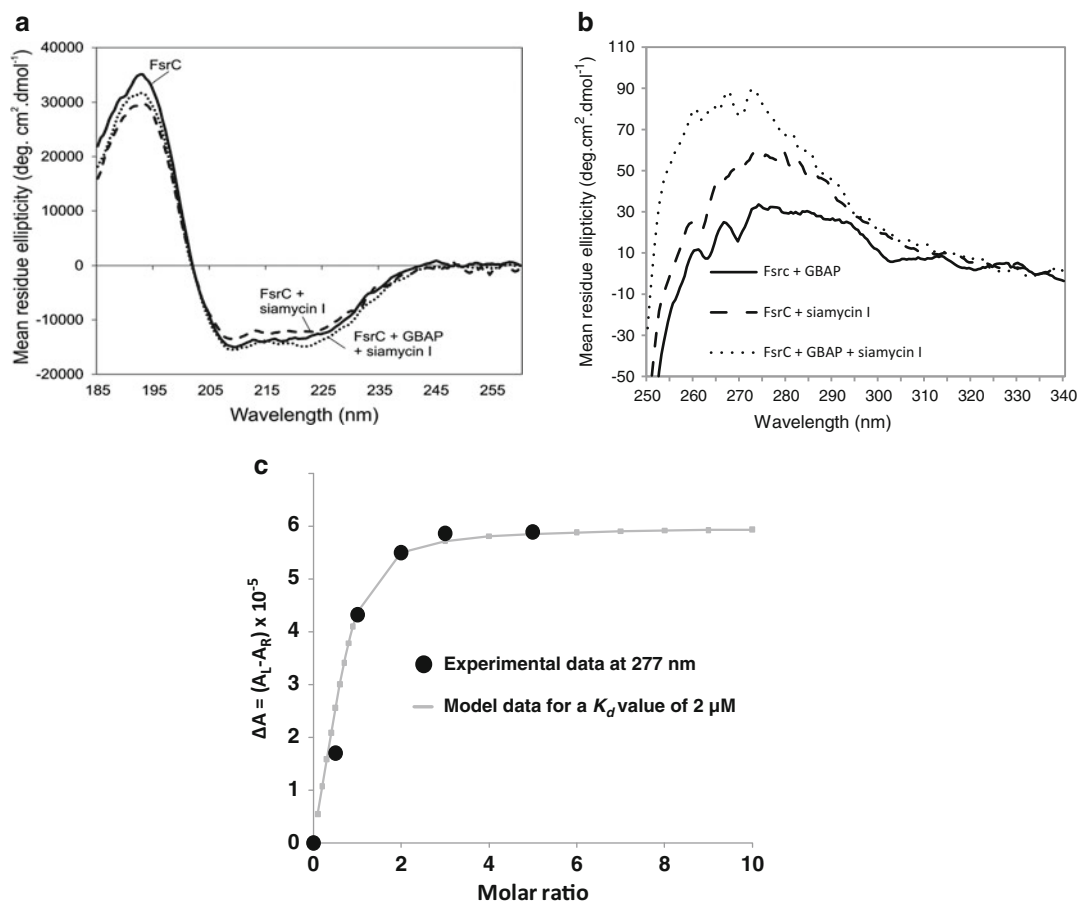 a
Mean residue ellipticity (deg. cm².dmol⁻¹)
40000
30000
20000
10000
0
-10000
-20000
185
195
205
215
225
235
245
255
Wavelength (nm)
FsrC
FsrC +
siamycin I
FsrC + GBAP
+ siamycin I
b
Mean residue ellipticity (deg.cm².dmol⁻¹)
110
90
70
50
30
10
-10
-30
-50
250
260
270
280
290
300
310
320
330
340
Wavelength (nm)
Fsrc + GBAP
FsrC + siamycin I
FsrC + GBAP + siamycin I
c
ΔA = (A_L-A_R) x 10⁻⁵
6
5
4
3
2
1
0
0
2
4
6
8
10
Molar ratio
Experimental data at 277 nm
Model data for a K_d value of 2 µM